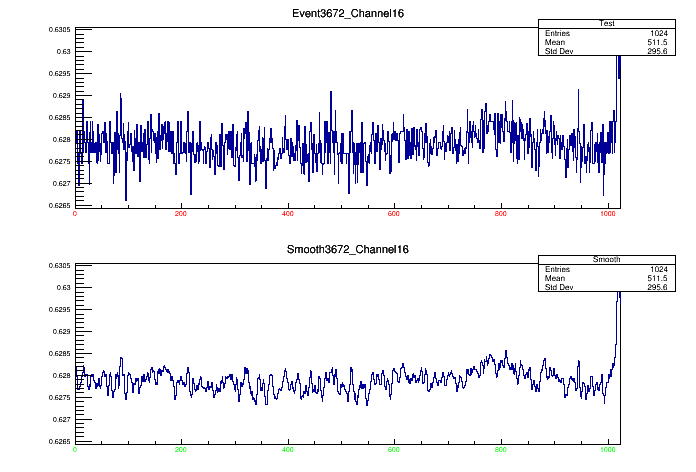 Event3672_Channel16
Test
Entries 1024
Mean 511.5
Std Dev 295.6
0.6305
0.63
0.6295
0.629
0.6285
0.628
0.6275
0.627
0.6265
0 200 400 600 800 1000
Smooth3672_Channel16
Smooth
Entries 1024
Mean 511.5
Std Dev 295.6
0.6305
0.63
0.6295
0.629
0.6285
0.628
0.6275
0.627
0.6265
0 200 400 600 800 1000